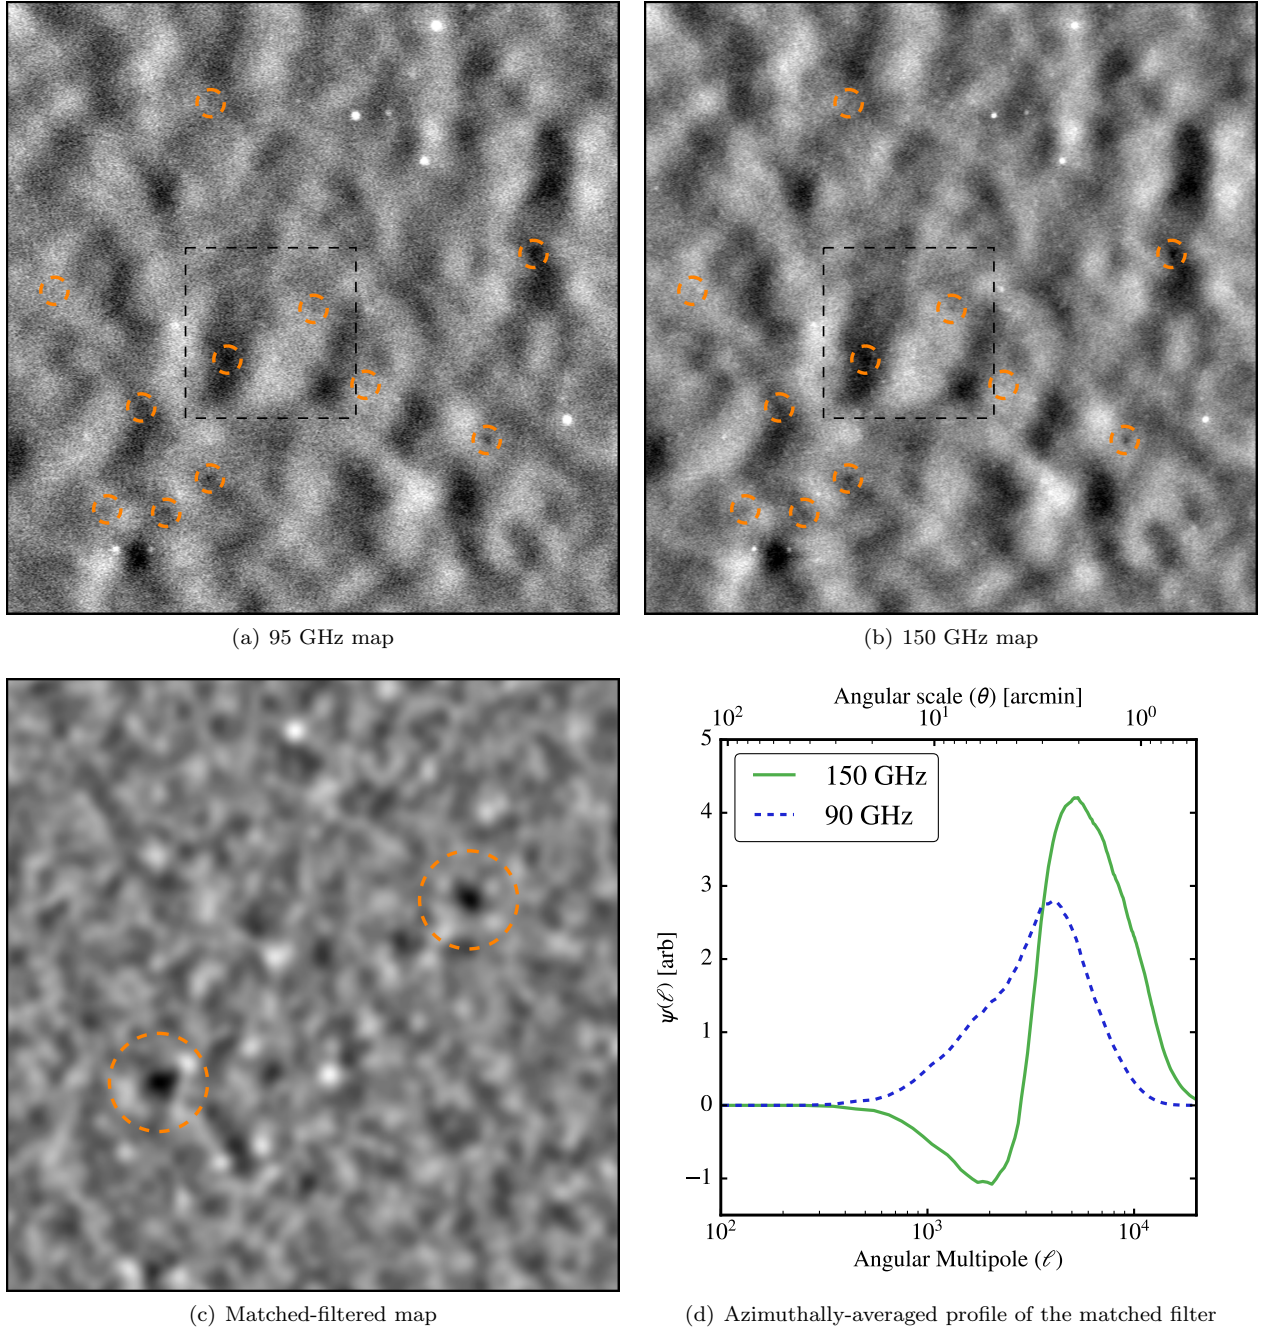 (a) 95 GHz map
(b) 150 GHz map
(c) Matched-filtered map
Angular scale (θ) [arcmin]
10² 10¹ 10⁰
5
4
3
2
1
0
−1
ψ(ℓ) [arb]
150 GHz
90 GHz
10² 10³ 10⁴
Angular Multipole (ℓ)
(d) Azimuthally-averaged profile of the matched filter